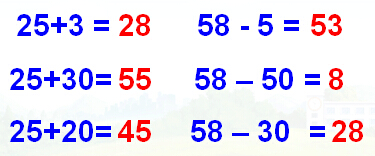 25+3 = 28    58 - 5 = 53
25+30= 55    58 – 50 = 8
25+20= 45    58 – 30 = 28